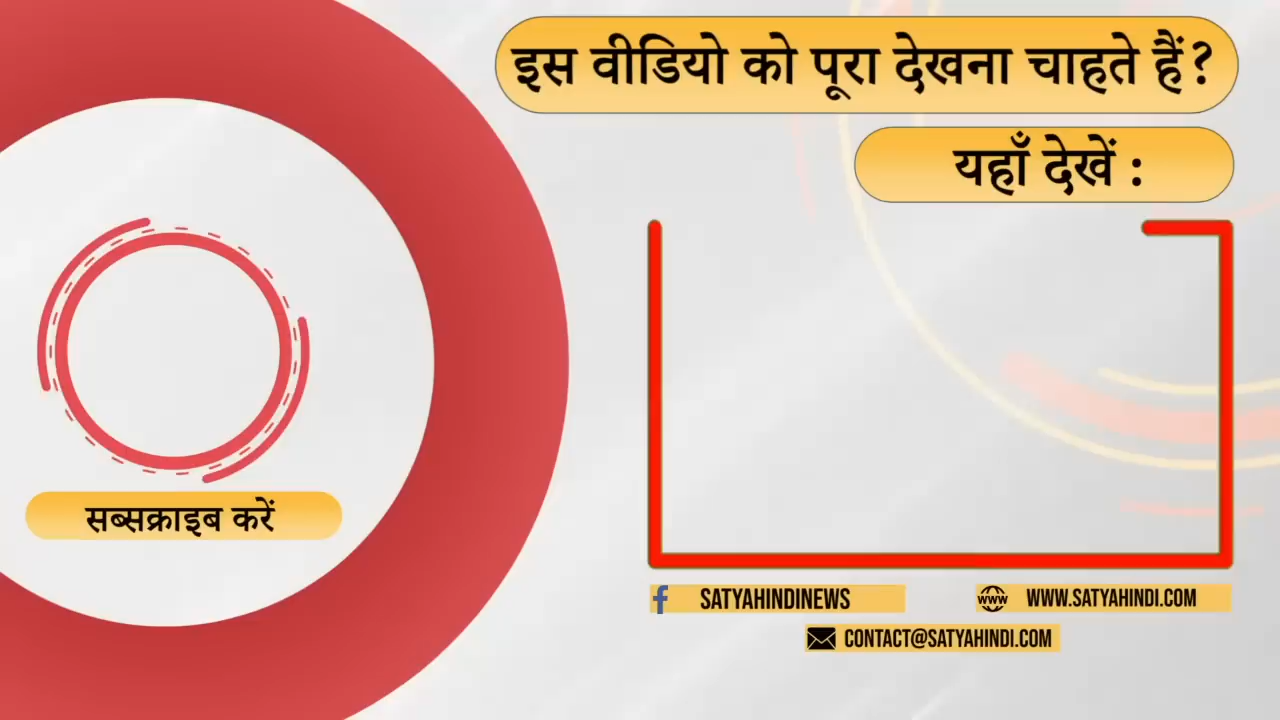 इस वीडियो को पूरा देखना चाहते हैं?
यहाँ देखें :
सब्सक्राइब करें
SATYAHINDINEWS
WWW.SATYAHINDI.COM
CONTACT@SATYAHINDI.COM